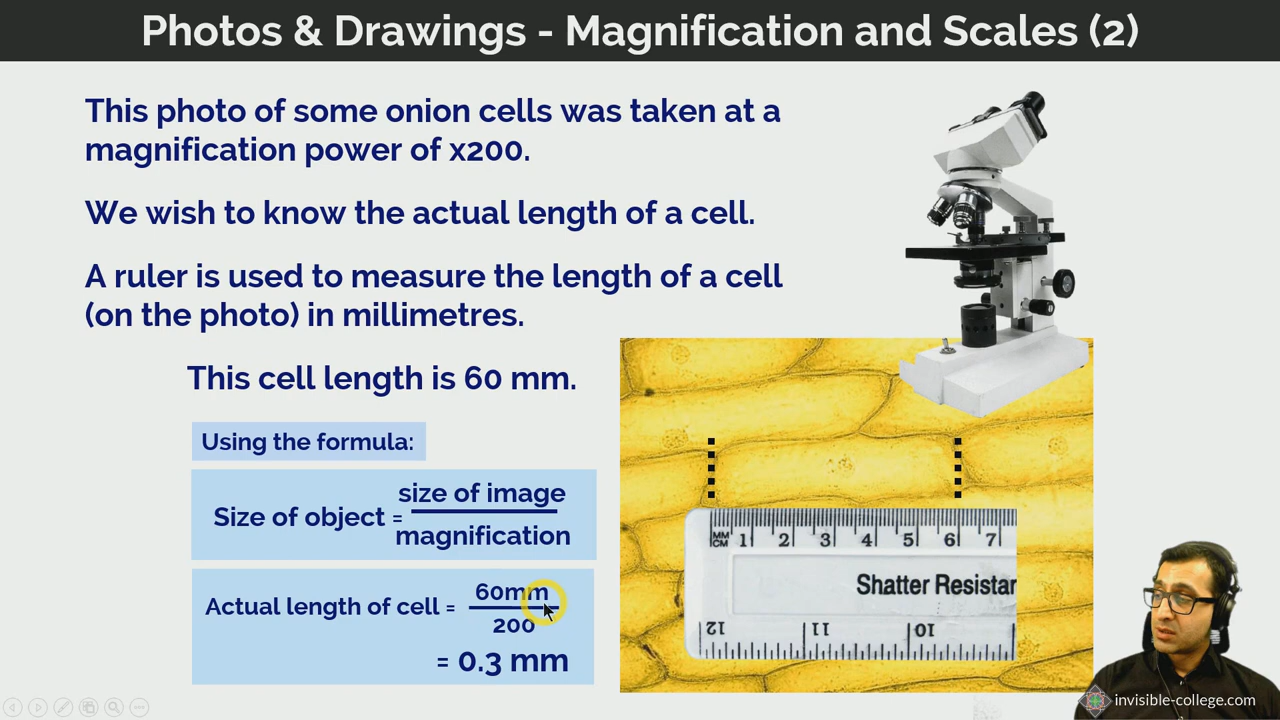 Photos & Drawings - Magnification and Scales (2)
This photo of some onion cells was taken at a
magnification power of x200.
We wish to know the actual length of a cell.
A ruler is used to measure the length of a cell
(on the photo) in millimetres.
This cell length is 60 mm.
Using the formula:
size of image
Size of object =
magnification
60mm
Actual length of cell =
200
= 0.3 mm
MM
CM 1 2 3 4 5 6 7
Shatter Resistar
12 11 10
invisible-college.com